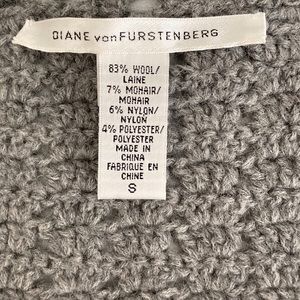 DIANE vonFURSTENBERG
83% WOOL/
LAINE
7% MOHAIR/
MOHAIR
6% NYLON/
NYLON
4% POLYESTER/
POLYESTER
MADE IN
CHINA
FABRIQUE EN
CHINE
S